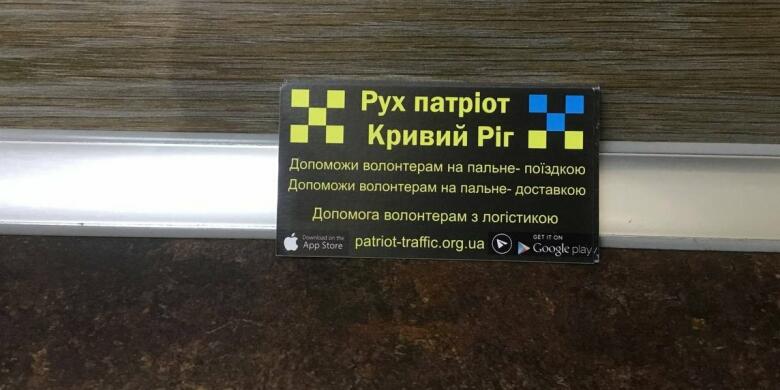 Рух патріот
Кривий Ріг
Допоможи волонтерам на пальне- поїздкою
Допоможи волонтерам на пальне- доставкою
Допомога волонтерам з логістикою
Download on the
App Store
patriot-traffic.org.ua
GET IT ON
Google play